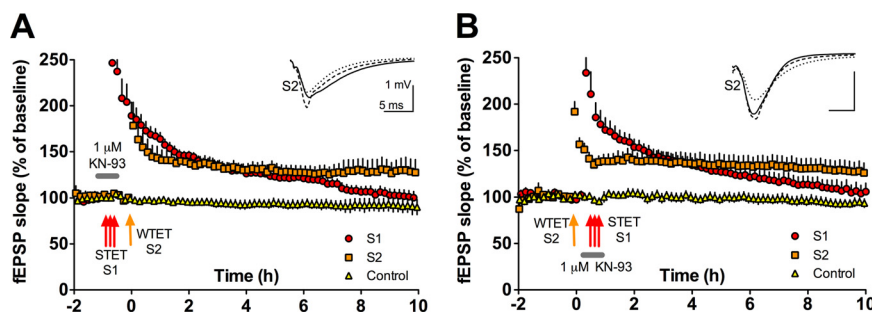 A
fEPSP slope (% of baseline)
250
200
150
100
50
0
1 μM
KN-93
STET
S1
WTET
S2
S2
1 mV
5 ms
S1
S2
Control
Time (h)
-2
0
2
4
6
8
10
B
fEPSP slope (% of baseline)
250
200
150
100
50
0
WTET
S2
STET
S1
1 μM KN-93
S2
S1
S2
Control
Time (h)
-2
0
2
4
6
8
10